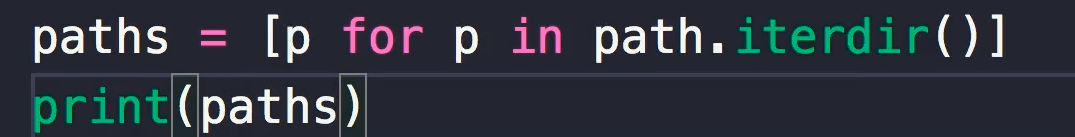 paths = [p for p in path.iterdir()]
print(paths)